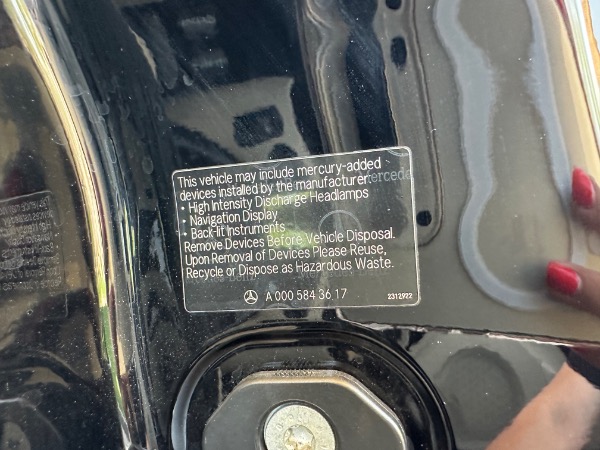 This vehicle may include mercury-added
devices installed by the manufacturer:
• High Intensity Discharge Headlamps
• Navigation Display
• Back-lit Instruments
Remove Devices Before Vehicle Disposal.
Upon Removal of Devices Please Reuse,
Recycle or Dispose as Hazardous Waste.
A 000 584 36 17
2312922